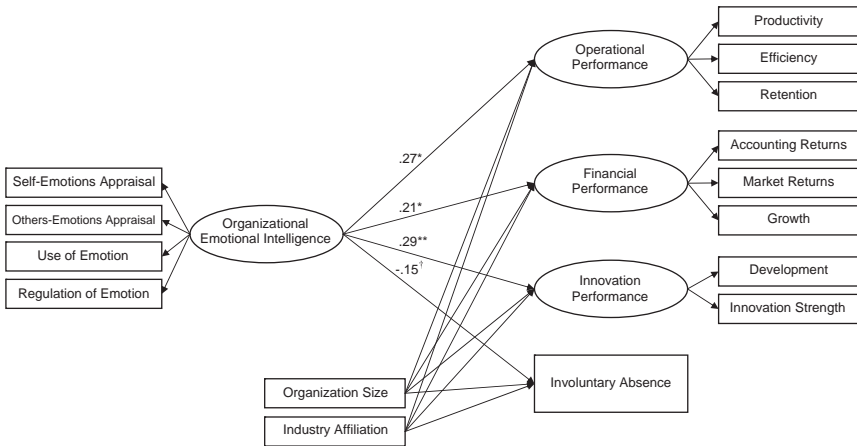 Productivity
Operational
Performance
Efficiency
Retention
.27*
Accounting Returns
Self-Emotions Appraisal
.21*
Financial
Performance
Market Returns
Others-Emotions Appraisal
Organizational
Emotional Intelligence
Growth
Use of Emotion
.29**
Regulation of Emotion
-.15†
Innovation
Performance
Development
Innovation Strength
Organization Size
Involuntary Absence
Industry Affiliation